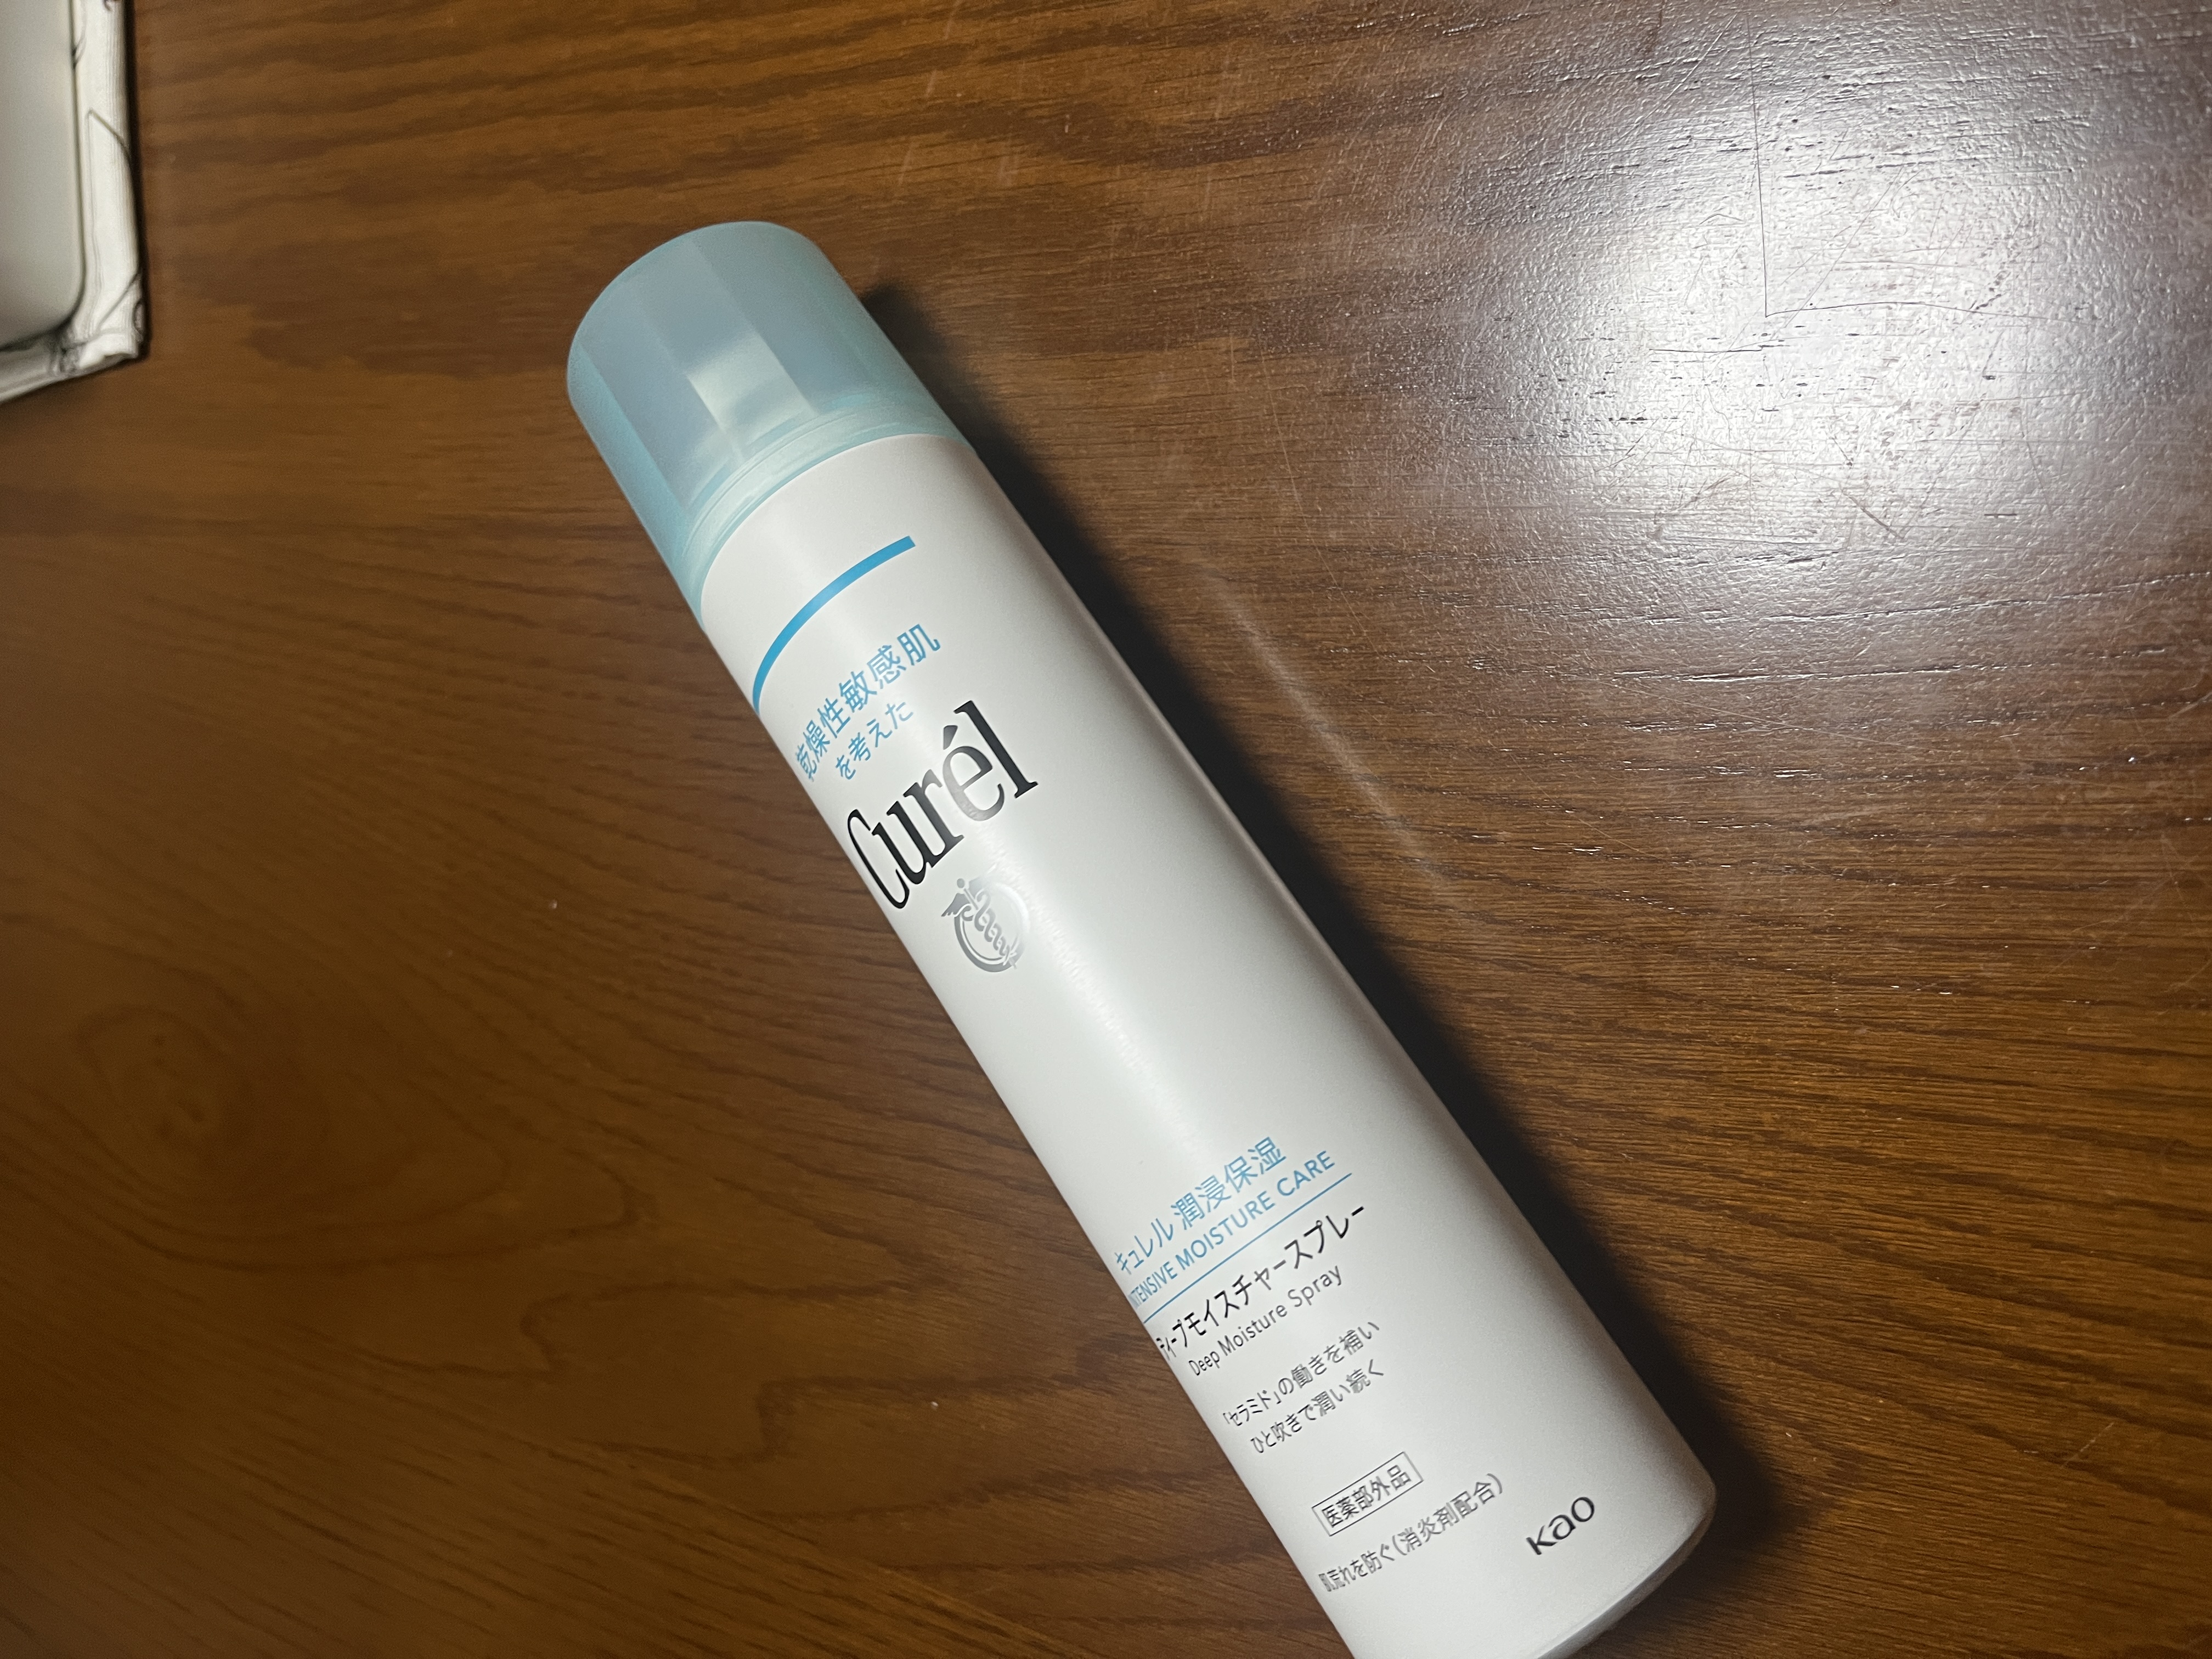 乾燥性敏感肌
を考えた
Curél
キュレル 潤浸保湿
INTENSIVE MOISTURE CARE
ディープモイスチャースプレー
Deep Moisture Spray
「セラミド」の働きを補い
ひと吹きで潤い続く
医薬部外品
肌荒れを防ぐ(消炎剤配合)
Kao